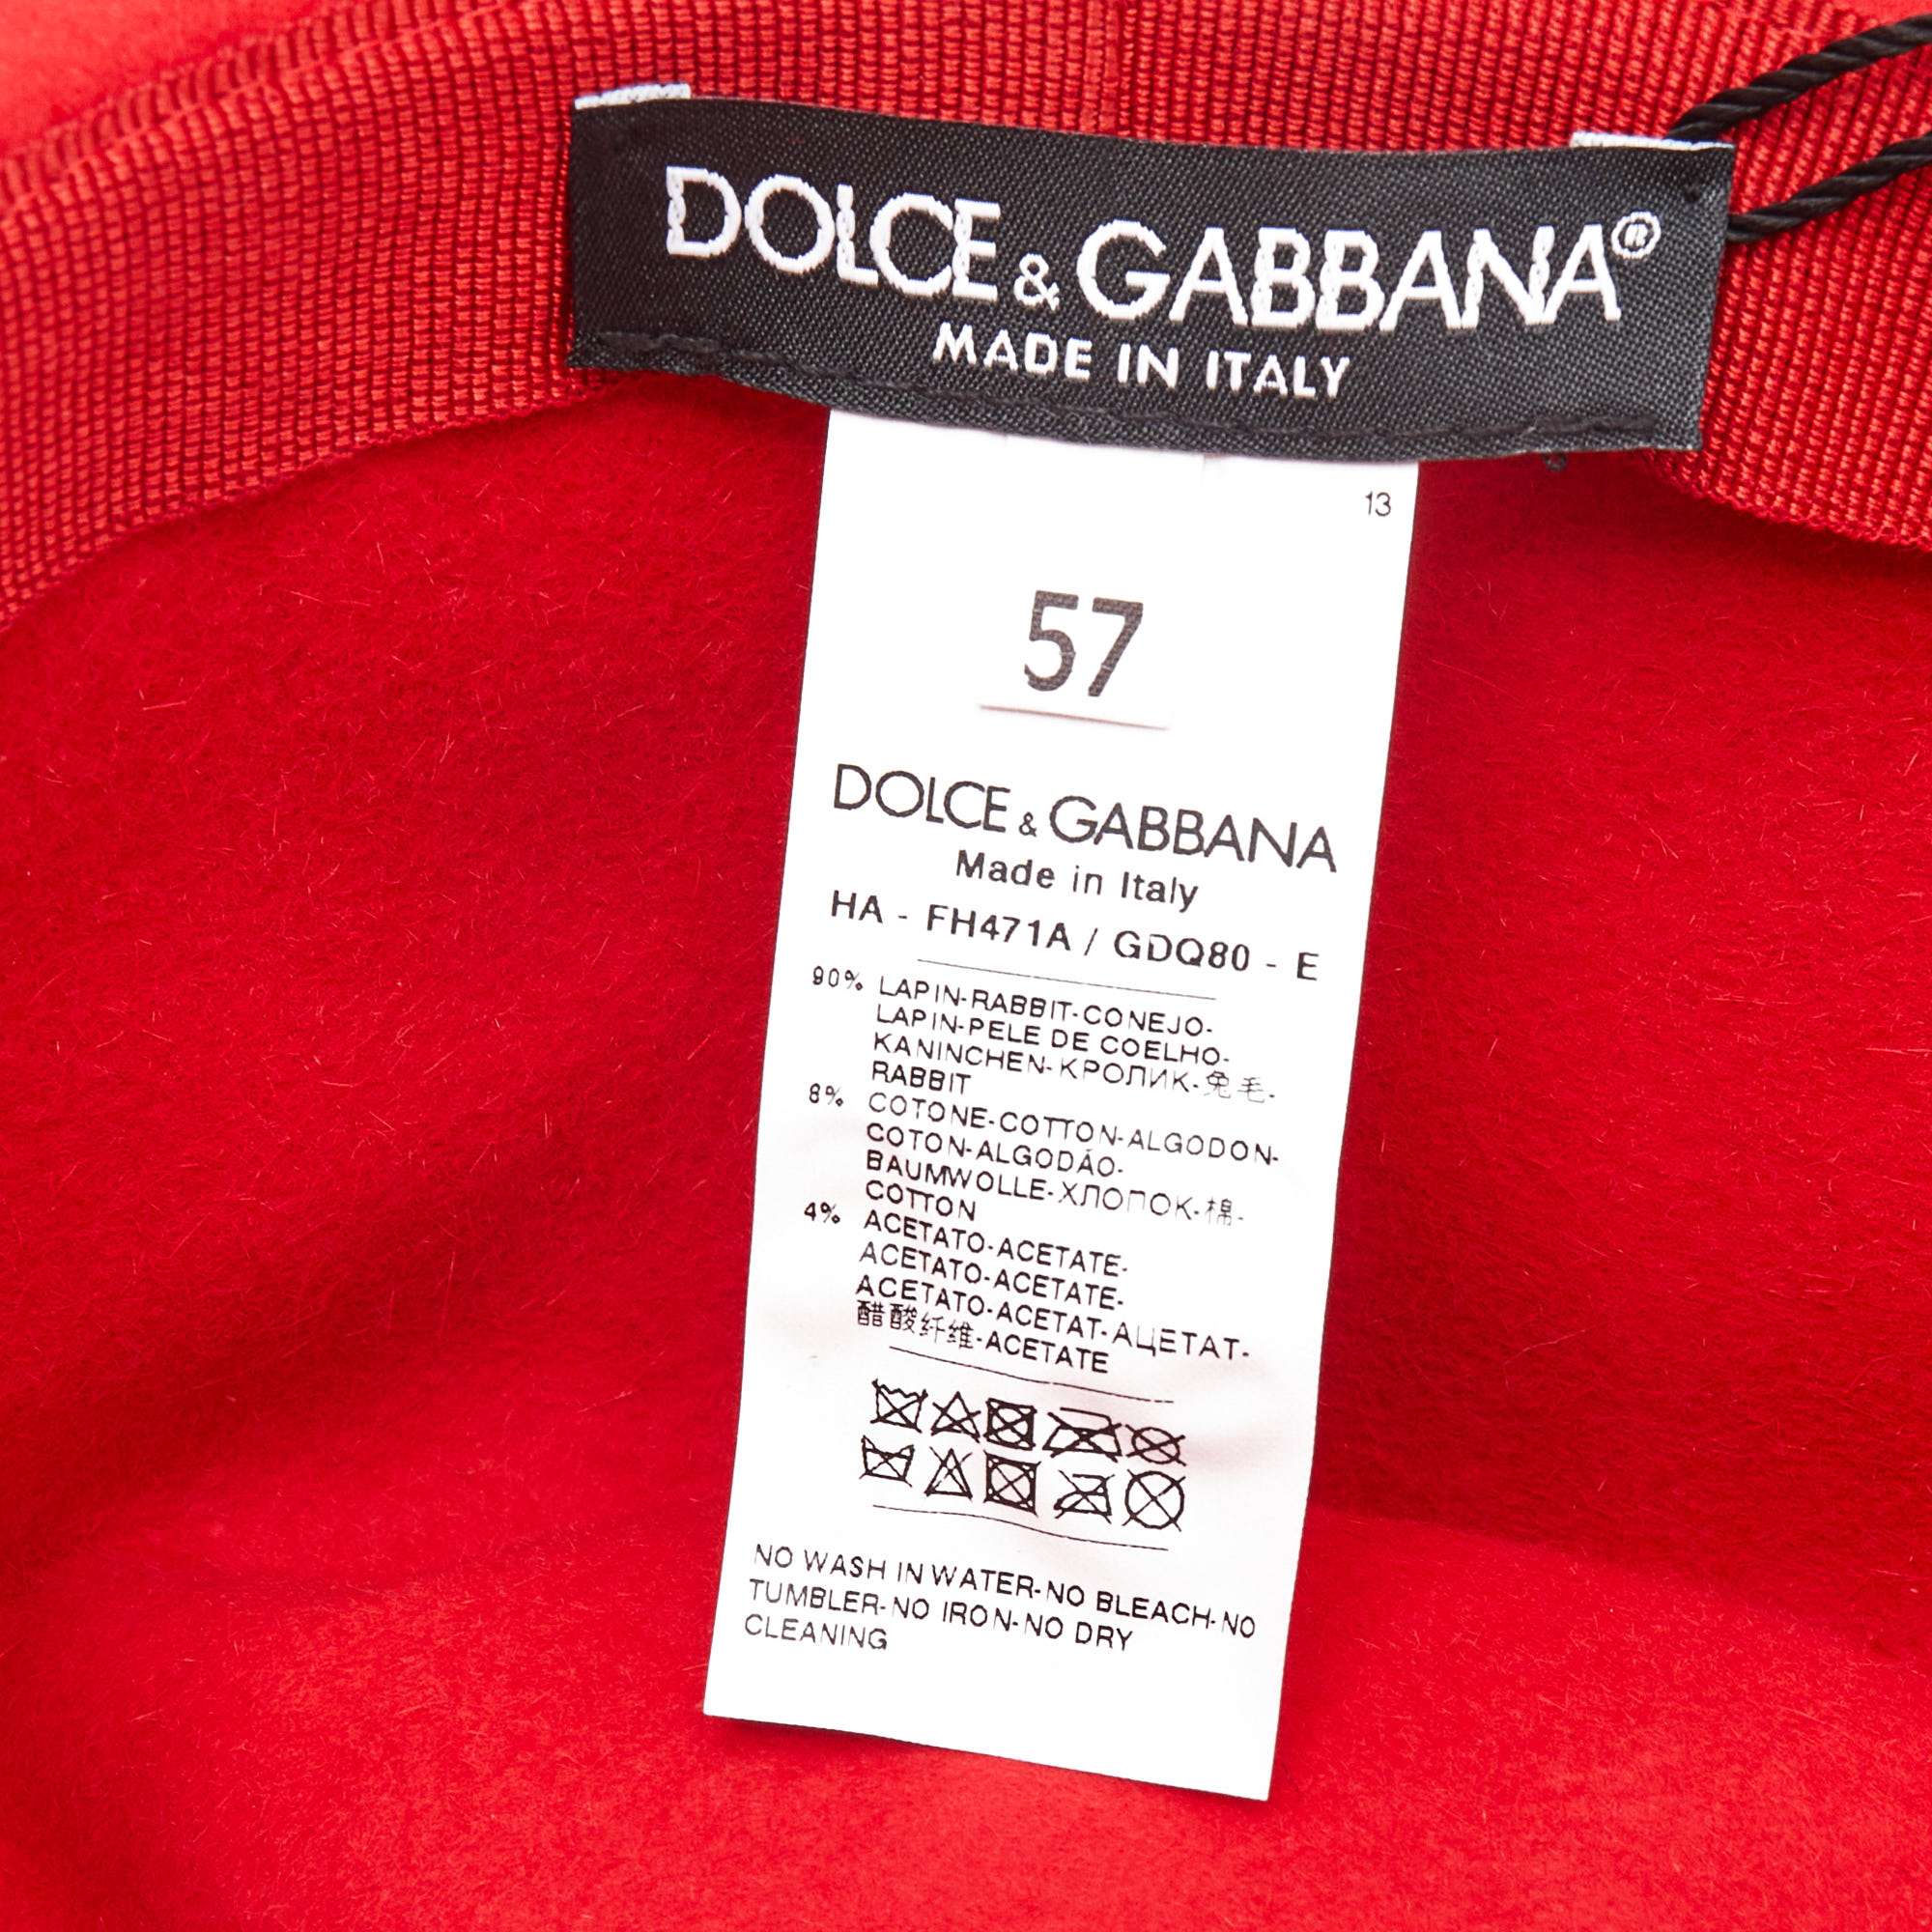 DOLCE & GABBANA®
MADE IN ITALY
13
57
DOLCE & GABBANA
Made in Italy
HA - FH471A / GDQ80 - E
90% LAPIN-RABBIT-CONEJO-
LAPIN-PELE DE COELHO-
KANINCHEN-КРОЛИК-兔毛-
RABBIT
6% COTONE-COTTON-ALGODON-
COTON-ALGODÃO-
BAUMWOLLE-ХЛОПОК-棉-
COTTON
4% ACETATO-ACETATE-
ACETATO-ACETATE-
ACETATO-ACETAT-АЦЕТАТ-
醋酸纤维-ACETATE
NO WASH IN WATER-NO BLEACH-NO
TUMBLER-NO IRON-NO DRY
CLEANING